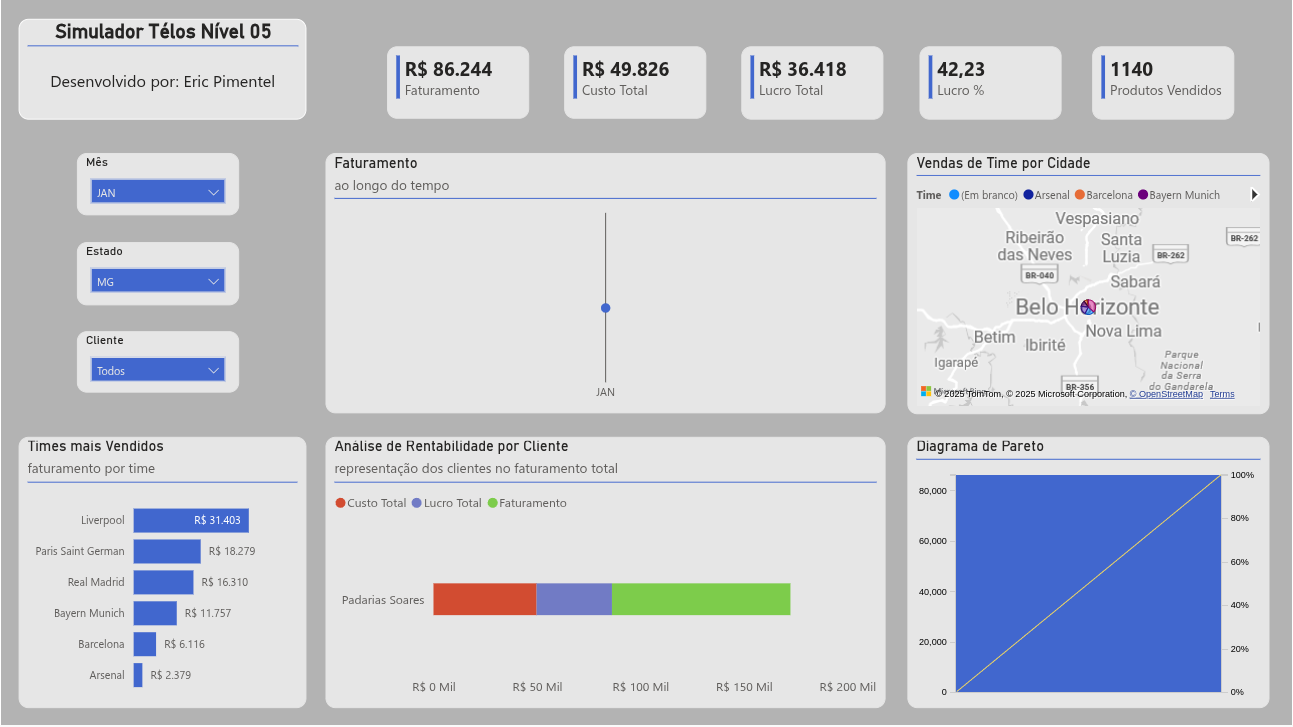 Simulador Télos Nível 05
Desenvolvido por: Eric Pimentel
R$ 86.244
Faturamento
R$ 49.826
Custo Total
R$ 36.418
Lucro Total
42,23
Lucro %
1140
Produtos Vendidos
Mês
JAN
Estado
MG
Cliente
Todos
Faturamento
ao longo do tempo
JAN
Vendas de Time por Cidade
Time (Em branco) Arsenal Barcelona Bayern Munich
Vespasiano
Ribeirão
das Neves
Santa
Luzia
BR-262
BR-262
BR-040
Sabará
Belo Horizonte
Nova Lima
Betim
Ibirité
Igarapé
Parque
Nacional
da Serra
do Gandarela
BR-356
© 2025 TomTom, © 2025 Microsoft Corporation, © OpenStreetMap Terms
Times mais Vendidos
faturamento por time
Liverpool R$ 31.403
Paris Saint German R$ 18.279
Real Madrid R$ 16.310
Bayern Munich R$ 11.757
Barcelona R$ 6.116
Arsenal R$ 2.379
Análise de Rentabilidade por Cliente
representação dos clientes no faturamento total
Custo Total Lucro Total Faturamento
Padarias Soares
R$ 0 Mil R$ 50 Mil R$ 100 Mil R$ 150 Mil R$ 200 Mil
Diagrama de Pareto
80,000
60,000
40,000
20,000
0
100%
80%
60%
40%
20%
0%